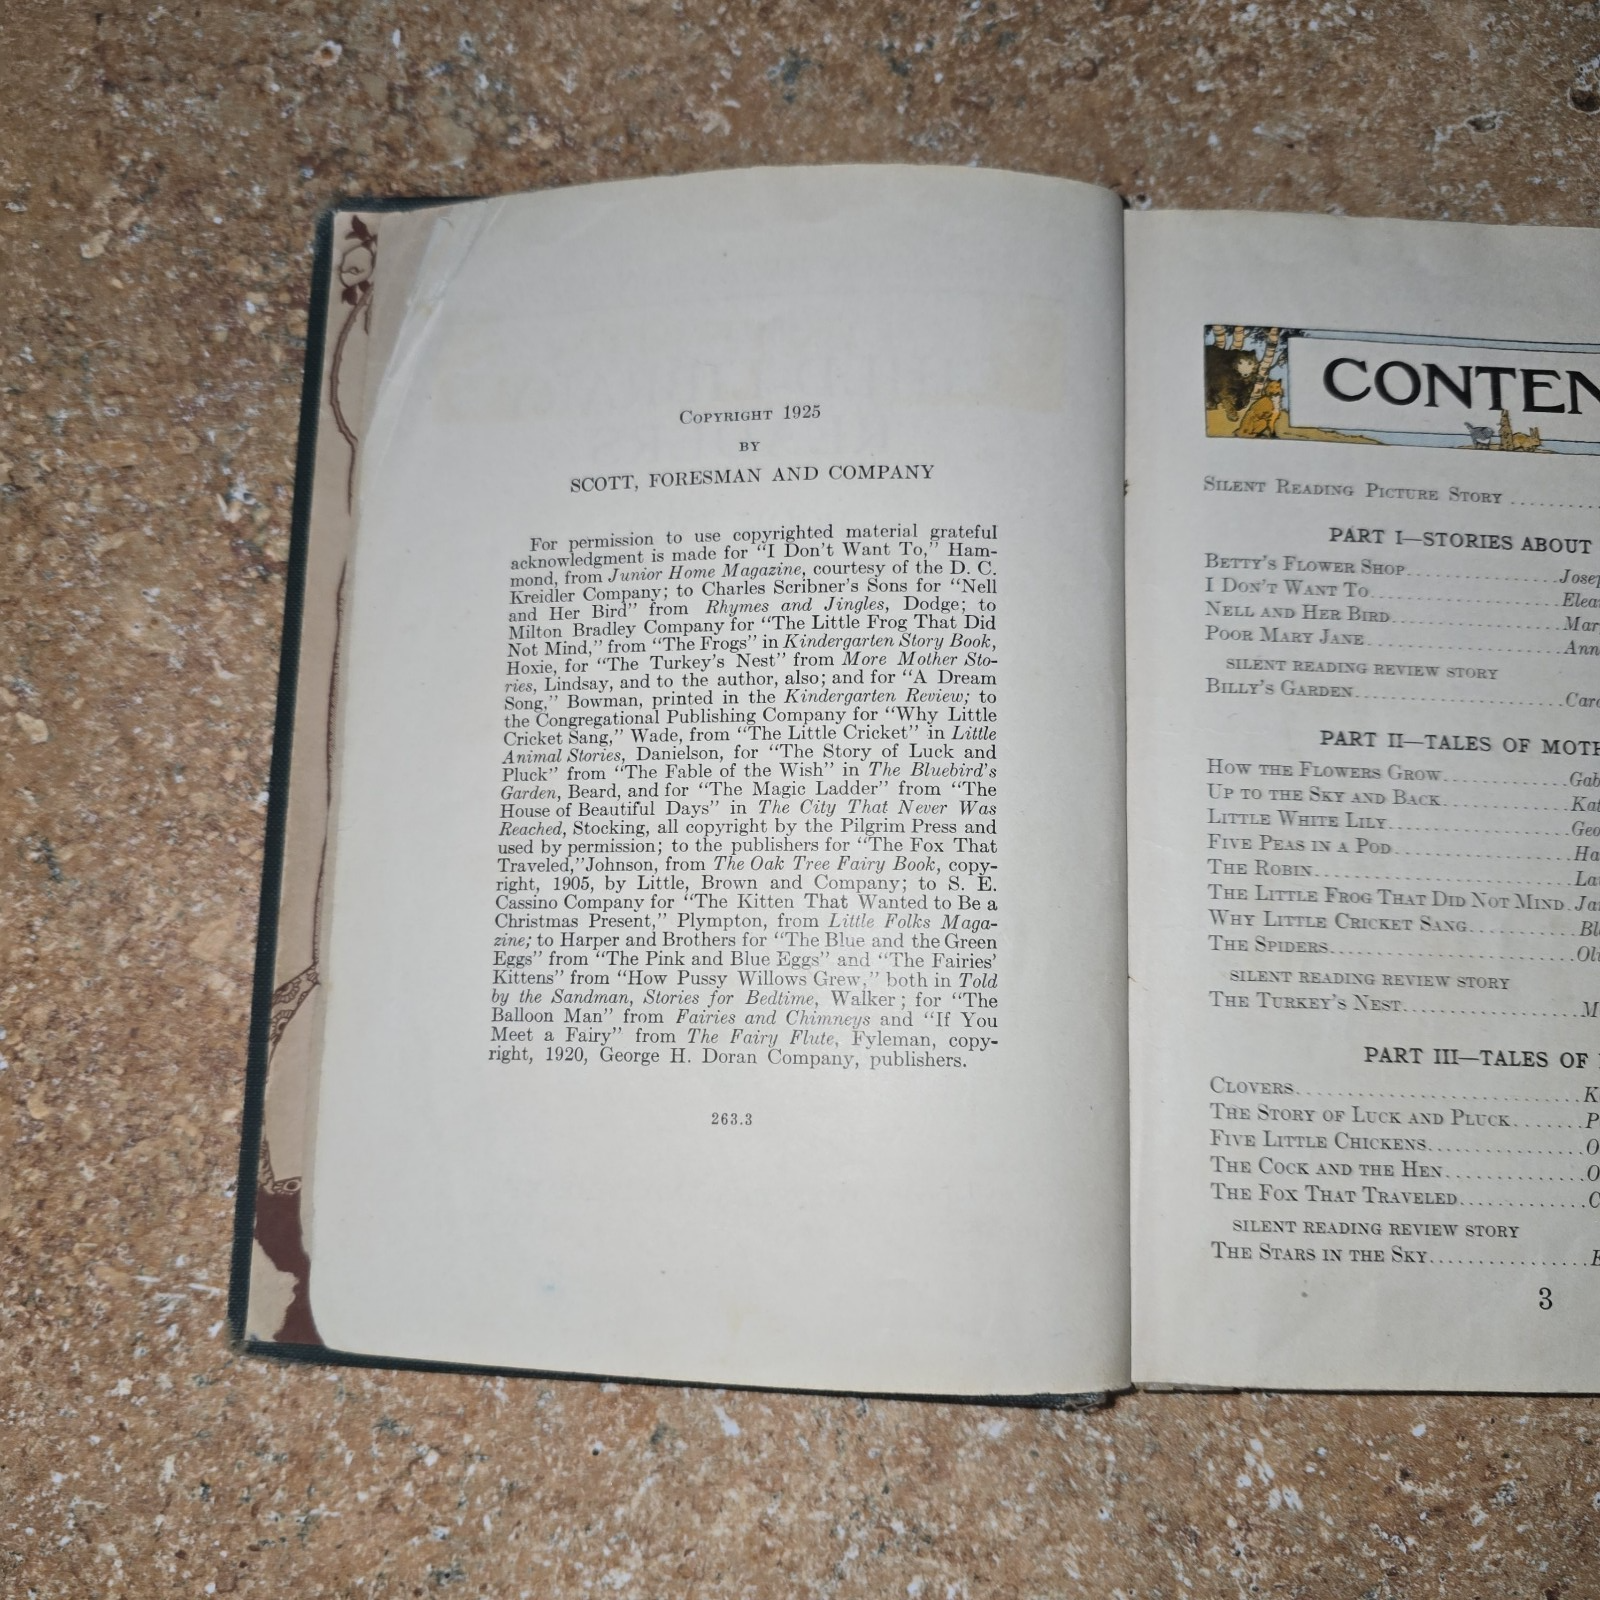 COPYRIGHT 1925
BY
SCOTT, FORESMAN AND COMPANY
For permission to use copyrighted material grateful
acknowledgment is made for “I Don't Want To,” Ham-
mond, from Junior Home Magazine, courtesy of the D. C.
Kreidler Company; to Charles Scribner's Sons for “Nell
and Her Bird” from Rhymes and Jingles, Dodge; to
Milton Bradley Company for “The Little Frog That Did
Not Mind,” from “The Frogs” in Kindergarten Story Book,
Hoxie, for “The Turkey's Nest” from More Mother Sto-
ries, Lindsay, and to the author, also; and for “A Dream
Song,” Bowman, printed in the Kindergarten Review; to
the Congregational Publishing Company for “Why Little
Cricket Sang,” Wade, from “The Little Cricket” in Little
Animal Stories, Danielson, for “The Story of Luck and
Pluck” from “The Fable of the Wish” in The Bluebird's
Garden, Beard, and for “The Magic Ladder” from “The
House of Beautiful Days” in The City That Never Was
Reached, Stocking, all copyright by the Pilgrim Press and
used by permission; to the publishers for “The Fox That
Traveled,” Johnson, from The Oak Tree Fairy Book, copy-
right, 1905, by Little, Brown and Company; to S. E.
Cassino Company for “The Kitten That Wanted to Be a
Christmas Present,” Plympton, from Little Folks Maga-
zine; to Harper and Brothers for “The Blue and the Green
Eggs” from “The Pink and Blue Eggs” and “The Fairies'
Kittens” from “How Pussy Willows Grew,” both in Told
by the Sandman, Stories for Bedtime, Walker; for “The
Balloon Man” from Fairies and Chimneys and “If You
Meet a Fairy” from The Fairy Flute, Fyleman, copy-
right, 1920, George H. Doran Company, publishers.
263.3
CONTEN
SILENT READING PICTURE STORY
PART I—STORIES ABOUT
BETTY'S FLOWER SHOP Josep
I DON'T WANT TO Elea
NELL AND HER BIRD Mar
POOR MARY JANE Ann
SILENT READING REVIEW STORY
BILLY'S GARDEN Caro
PART II—TALES OF MOTH
HOW THE FLOWERS GROW Gab
UP TO THE SKY AND BACK Kat
LITTLE WHITE LILY Geo
FIVE PEAS IN A POD Ha
THE ROBIN La
THE LITTLE FROG THAT DID NOT MIND Ja
WHY LITTLE CRICKET SANG Bl
THE SPIDERS Oli
SILENT READING REVIEW STORY
THE TURKEY'S NEST M
PART III—TALES OF
CLOVERS K
THE STORY OF LUCK AND PLUCK P
FIVE LITTLE CHICKENS O
THE COCK AND THE HEN O
THE FOX THAT TRAVELED C
SILENT READING REVIEW STORY
THE STARS IN THE SKY E
3